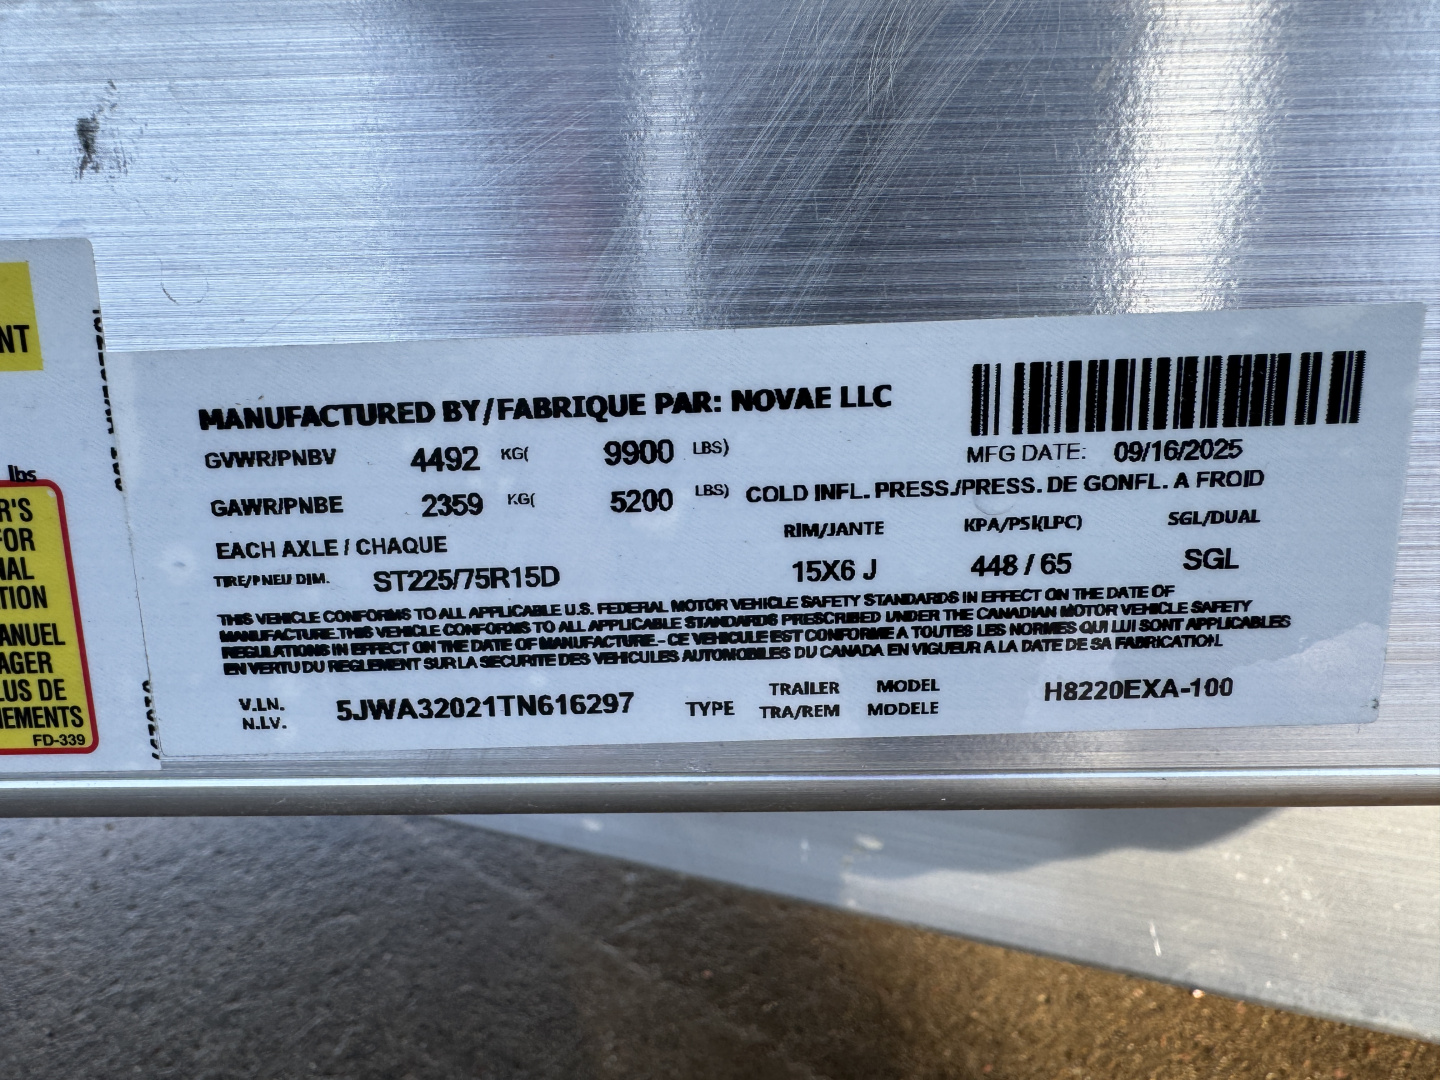 NT
lbs
R'S
FOR
NAL
TION
ANUEL
AGER
LUS DE
NEMENTS
FD-339
MANUFACTURED BY/FABRIQUE PAR: NOVAE LLC
GVWR/PNBV 4492 KG( 9900 LBS)
MFG DATE: 09/16/2025
GAWR/PNBE 2359 KG( 5200 LBS) COLD INFL. PRESS./PRESS. DE GONFL. A FROID
EACH AXLE / CHAQUE RIM/JANTE KPA/PSI(LPC) SGL/DUAL
TIRE/PNEU DIM. ST225/75R15D 15X6 J 448 / 65 SGL
THIS VEHICLE CONFORMS TO ALL APPLICABLE U.S. FEDERAL MOTOR VEHICLE SAFETY STANDARDS IN EFFECT ON THE DATE OF
MANUFACTURE.THIS VEHICLE CONFORMS TO ALL APPLICABLE STANDARDS PRESCRIBED UNDER THE CANADIAN MOTOR VEHICLE SAFETY
REGULATIONS IN EFFECT ON THE DATE OF MANUFACTURE.- CE VEHICULE EST CONFORME A TOUTES LES NORMES QUI LUI SONT APPLICABLES
EN VERTU DU REGLEMENT SUR LA SECURITE DES VEHICULES AUTOMOBILES DU CANADA EN VIGUEUR A LA DATE DE SA FABRICATION.
V.I.N. 5JWA32021TN616297 TYPE TRAILER MODEL H8220EXA-100
N.I.V. TRA/REM MODELE